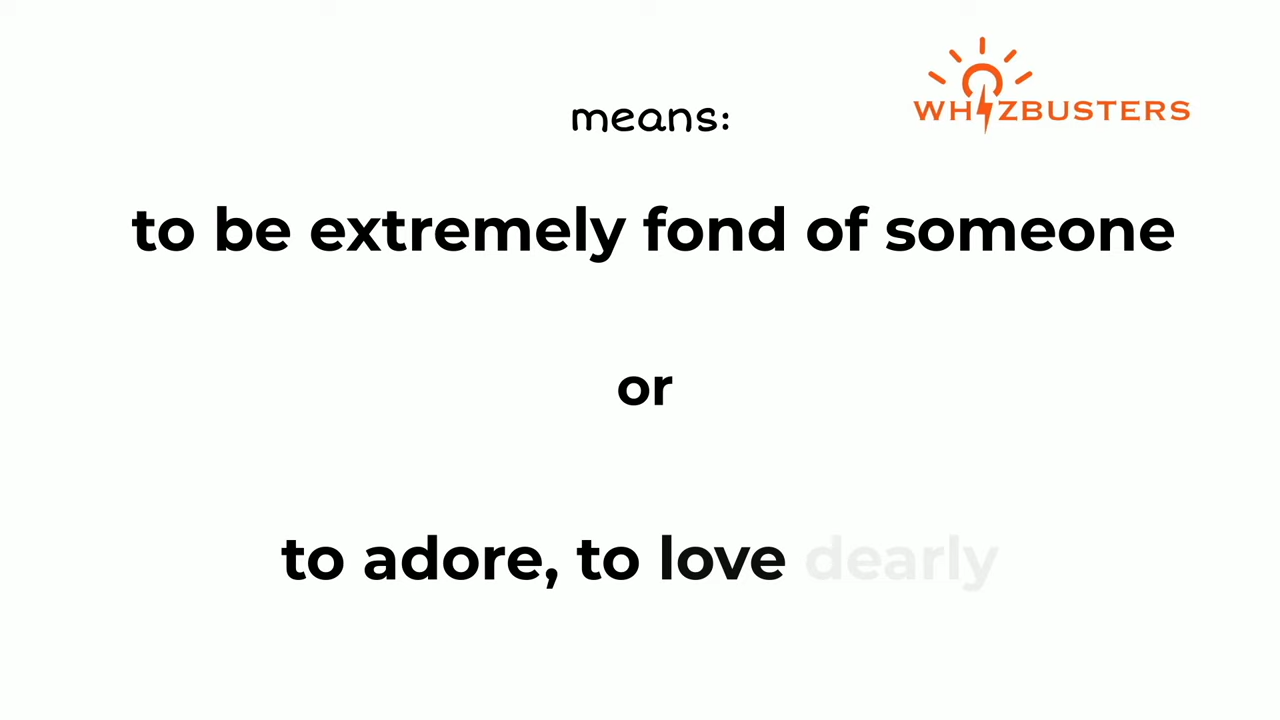 means:
WHIZBUSTERS
to be extremely fond of someone
or
to adore, to love dearly